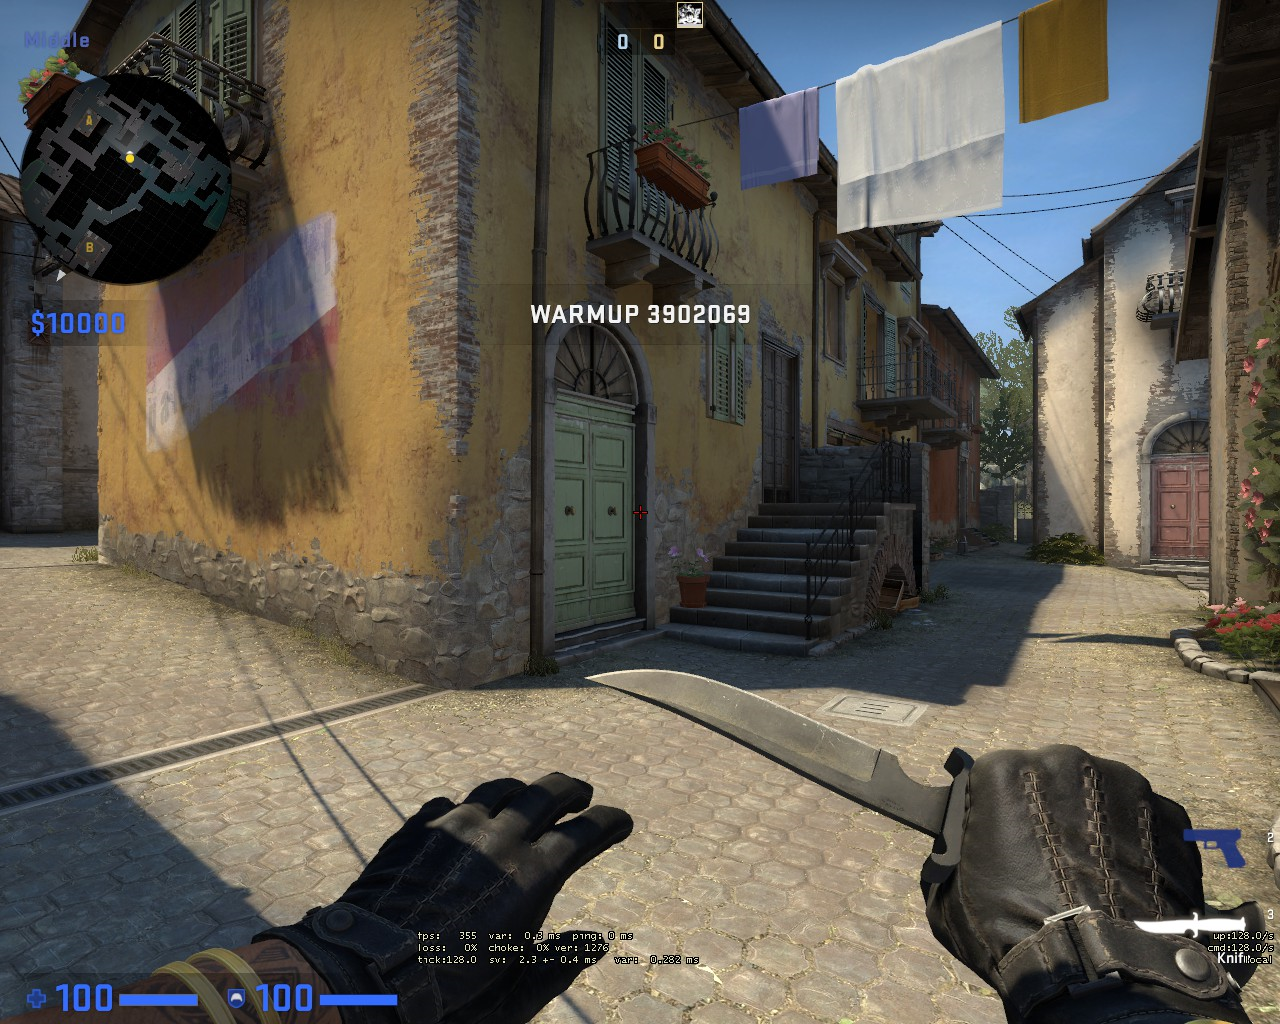 Middle
0 0
A
B
$10000
WARMUP 3902069
2
3
fps: 355 var: 0.3 ms ping: 0 ms
loss: 0% choke: 0% ver: 1276
tick:128.0 sv: 2.3 +- 0.4 ms var: 0.282 ms
up:128.0/s
cmd:128.0/s
local
100 100